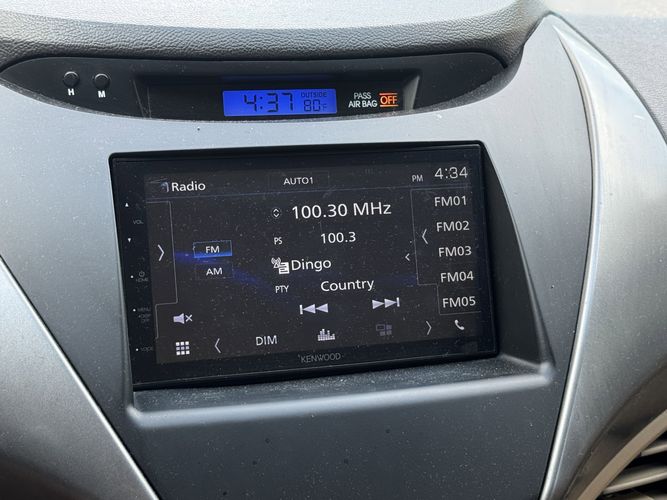 4:37 OUTSIDE 80°F
PASS AIR BAG OFF
H M
Radio AUTO1 PM 4:34
100.30 MHz
PS 100.3
FM
AM
Dingo
PTY Country
FM01
FM02
FM03
FM04
FM05
DIM
VOL
HOME
MENU
VOICE
KENWOOD